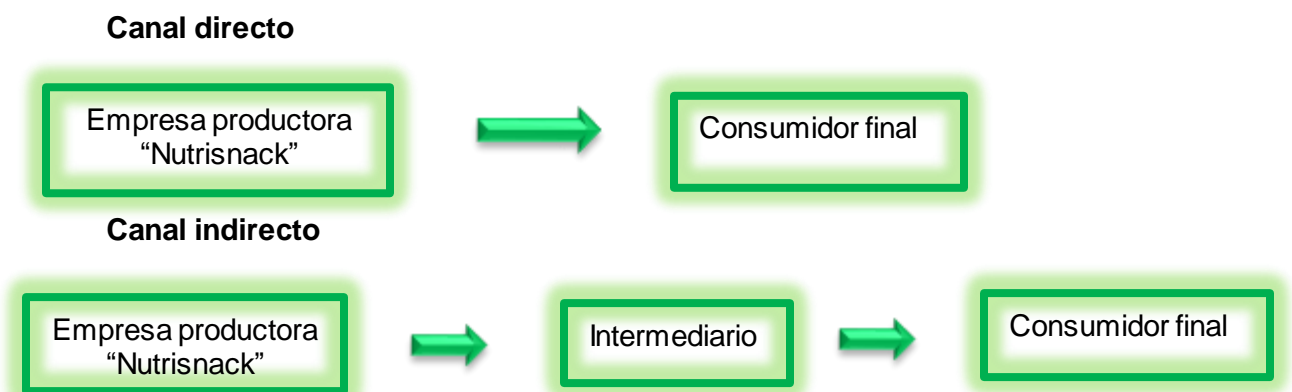 Canal directo
Empresa productora
“Nutrisnack”
Consumidor final
Canal indirecto
Empresa productora
“Nutrisnack”
Intermediario
Consumidor final